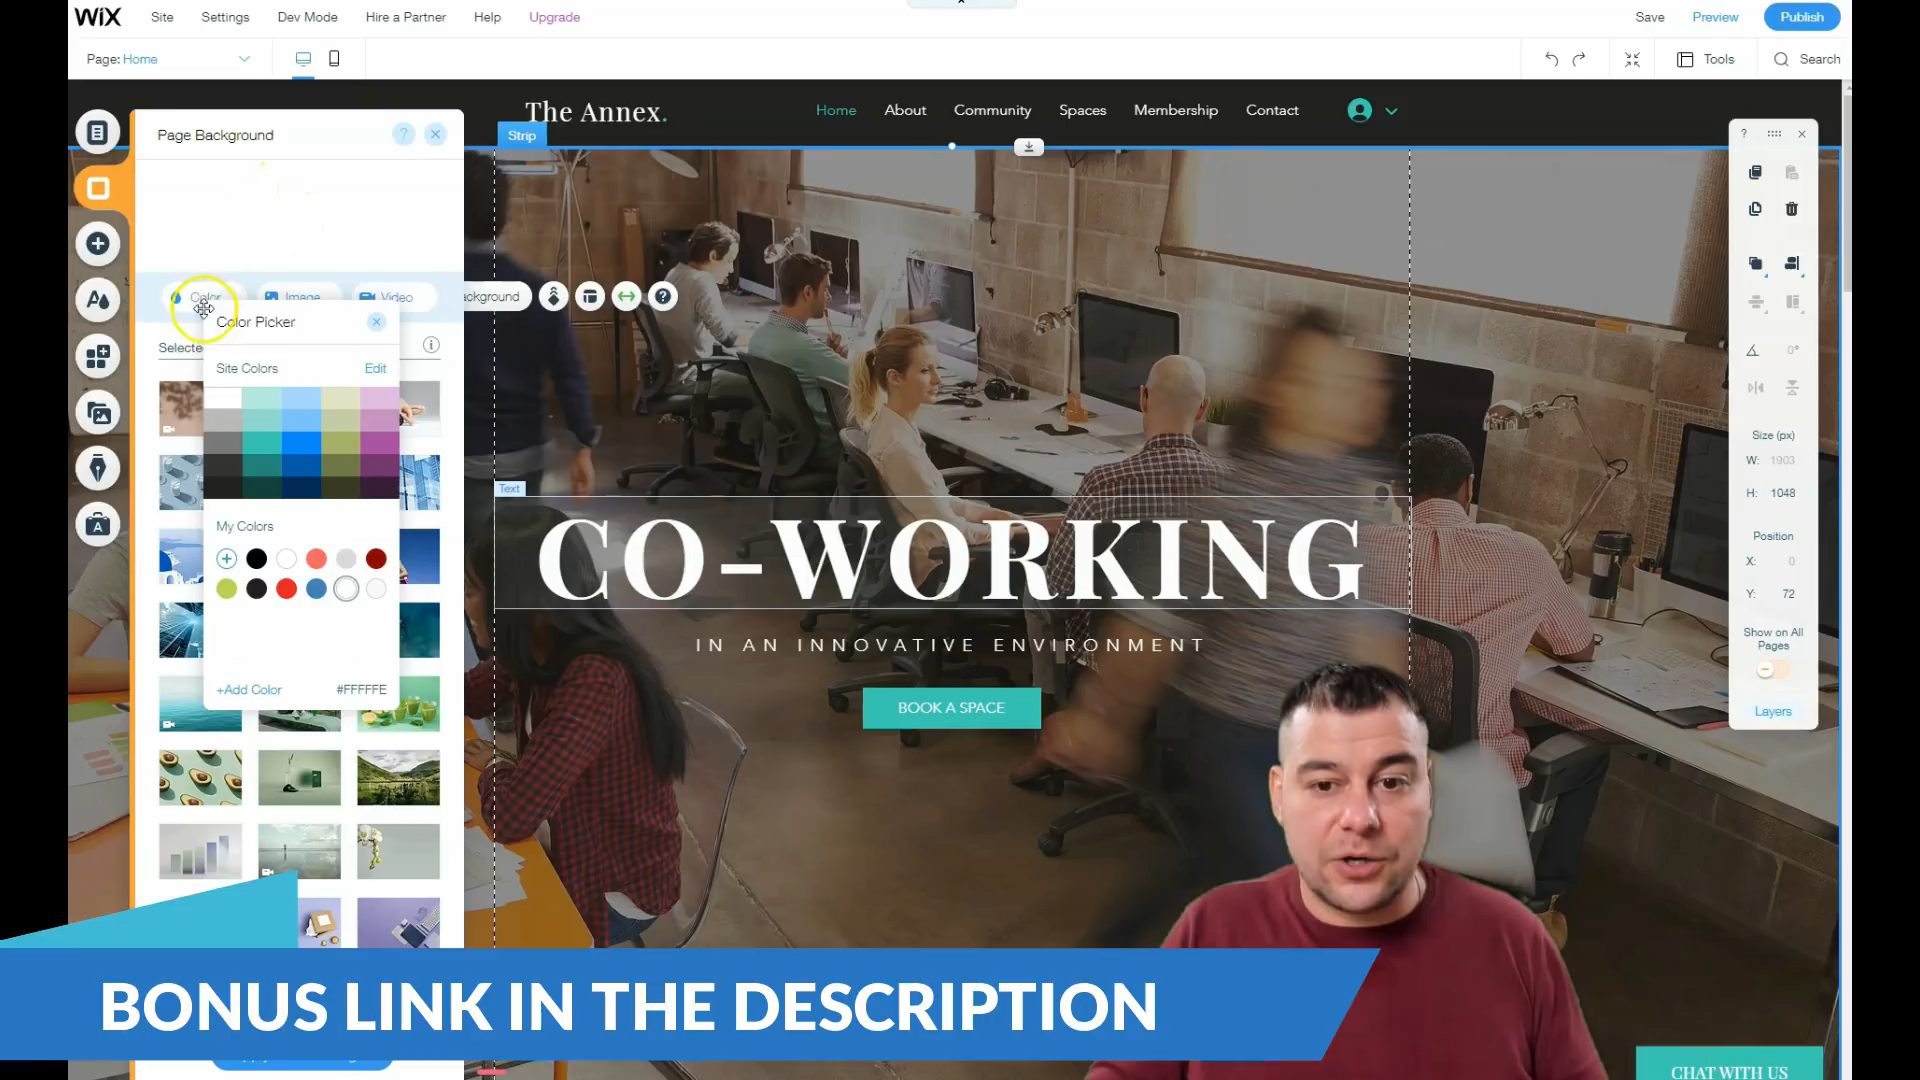 WiX Site Settings Dev Mode Hire a Partner Help Upgrade Save Preview Publish
Page: Home Tools Search
The Annex. Home About Community Spaces Membership Contact
Page Background ? ×
Strip
Color Image Video
ackground ?
Color Picker
Selecte
Site Colors Edit
My Colors
+Add Color #FFFFFE
Text
CO-WORKING
IN AN INNOVATIVE ENVIRONMENT
BOOK A SPACE
? ×
0°
Size (px)
W: 1903
H: 1048
Position
X: 0
Y: 72
Show on All
Pages
Layers
BONUS LINK IN THE DESCRIPTION
CHAT WITH US